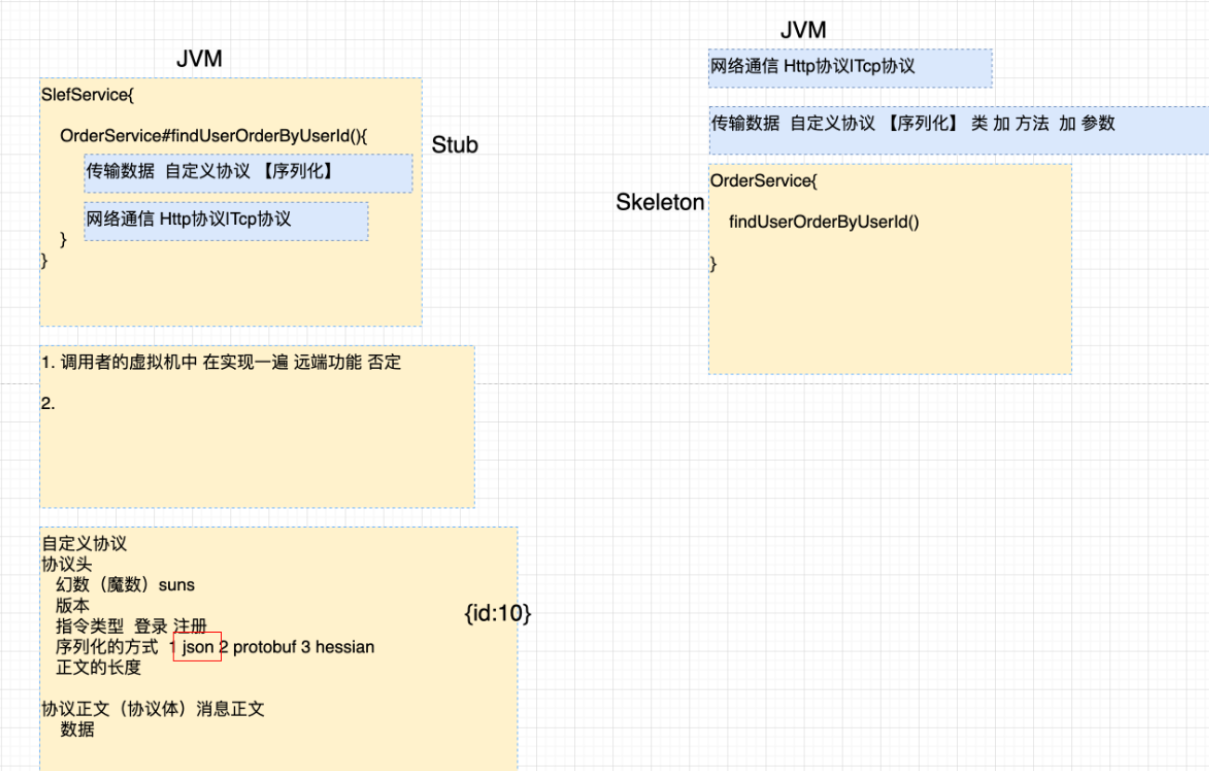 JVM
SlefService{
OrderService#findUserOrderByUserId(){
传输数据 自定义协议 【序列化】
网络通信 Http协议ITcp协议
}
}
Stub
JVM
网络通信 Http协议ITcp协议
传输数据 自定义协议 【序列化】 类 加 方法 加 参数
Skeleton
OrderService{
findUserOrderByUserId()
}
1. 调用者的虚拟机中 在实现一遍 远端功能 否定
2.
自定义协议
协议头
幻数（魔数）suns
版本
指令类型 登录 注册
序列化的方式 1 json 2 protobuf 3 hessian
正文的长度
{id:10}
协议正文（协议体）消息正文
数据